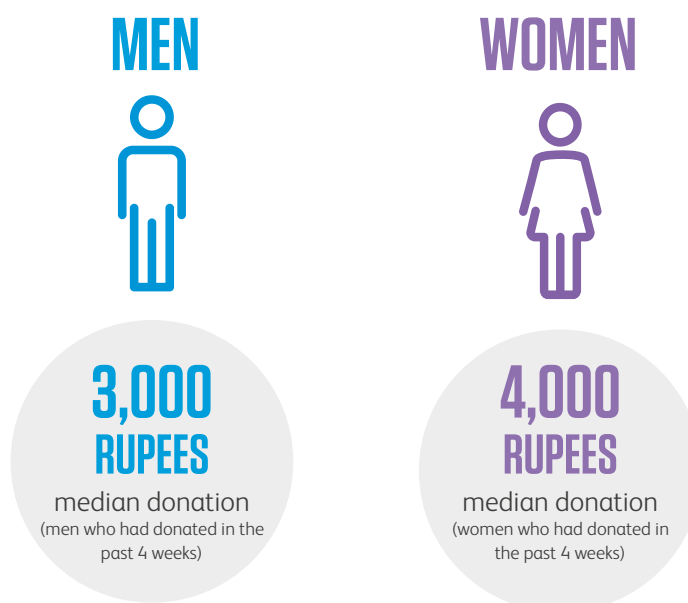 MEN
3,000
RUPEES
median donation
(men who had donated in the
past 4 weeks)
WOMEN
4,000
RUPEES
median donation
(women who had donated in
the past 4 weeks)